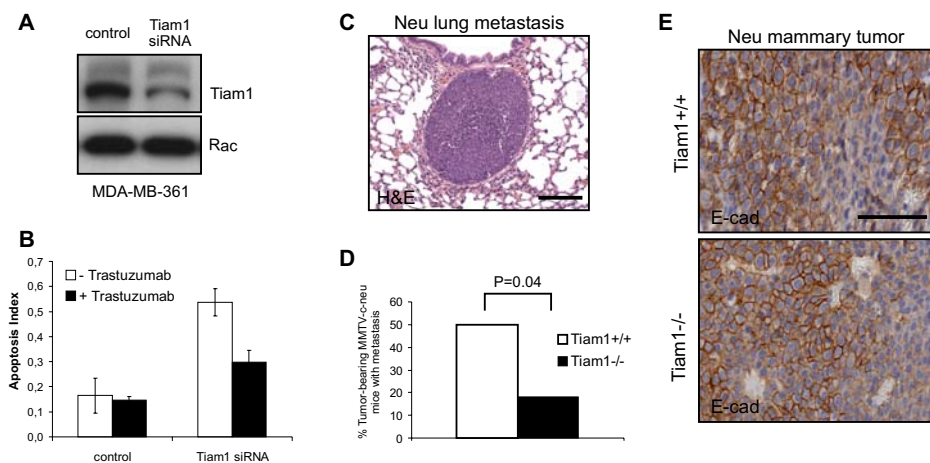 A
control
Tiam1
siRNA
Tiam1
Rac
MDA-MB-361
B
Apoptosis Index
0,7
0,6
0,5
0,4
0,3
0,2
0,1
0,0
- Trastuzumab
+ Trastuzumab
control
Tiam1 siRNA
C
Neu lung metastasis
H&E
D
P=0.04
% Tumor-bearing MMTV-c-neu
mice with metastasis
60
50
40
30
20
10
0
Tiam1+/+
Tiam1-/-
E
Neu mammary tumor
Tiam1+/+
E-cad
Tiam1-/-
E-cad